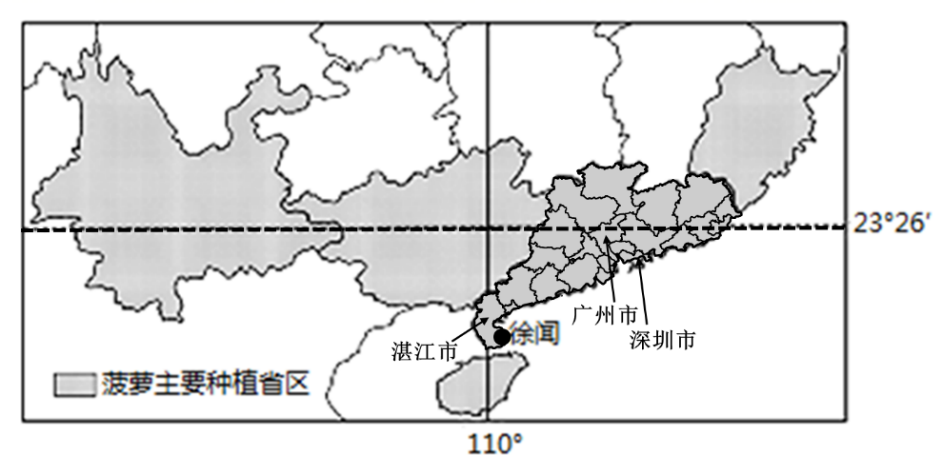 23°26′
广州市
徐闻
深圳市
湛江市
菠萝主要种植省区
110°